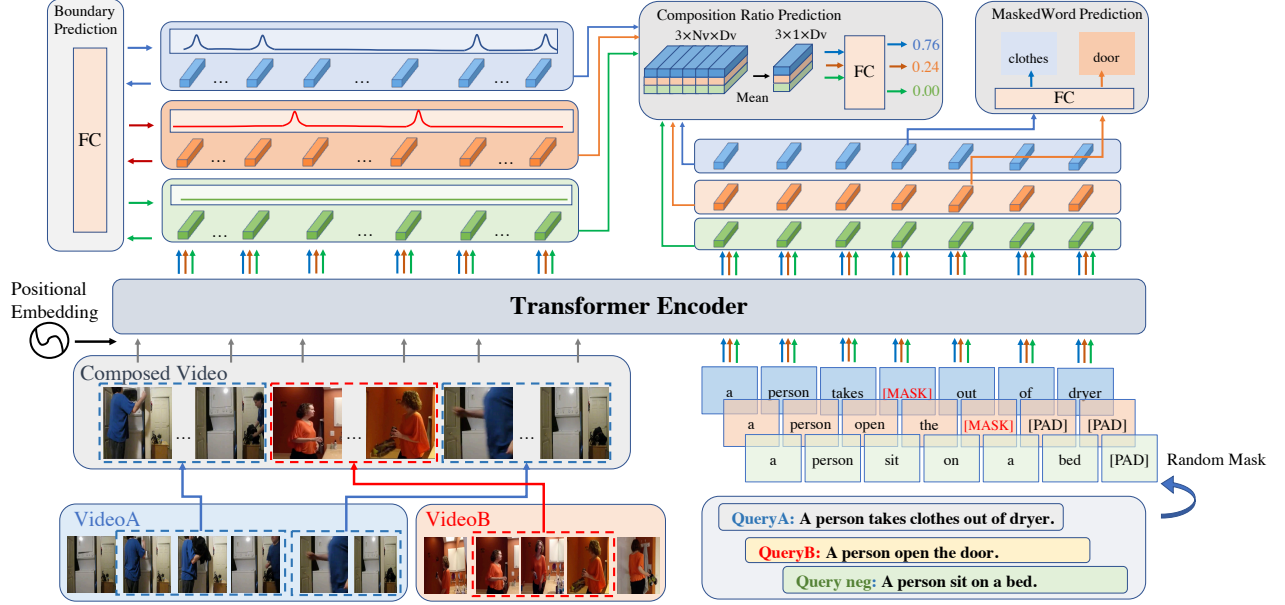 Boundary
Prediction
FC
...
...
...
...
...
...
...
...
...
Composition Ratio Prediction
3×Nv×Dv
3×1×Dv
Mean
FC
0.76
0.24
0.00
MaskedWord Prediction
clothes
door
FC
Positional
Embedding
Transformer Encoder
Composed Video
...
...
...
VideoA
VideoB
a person takes [MASK] out of dryer
a person open the [MASK] [PAD] [PAD]
a person sit on a bed [PAD]
Random Mask
QueryA: A person takes clothes out of dryer.
QueryB: A person open the door.
Query neg: A person sit on a bed.